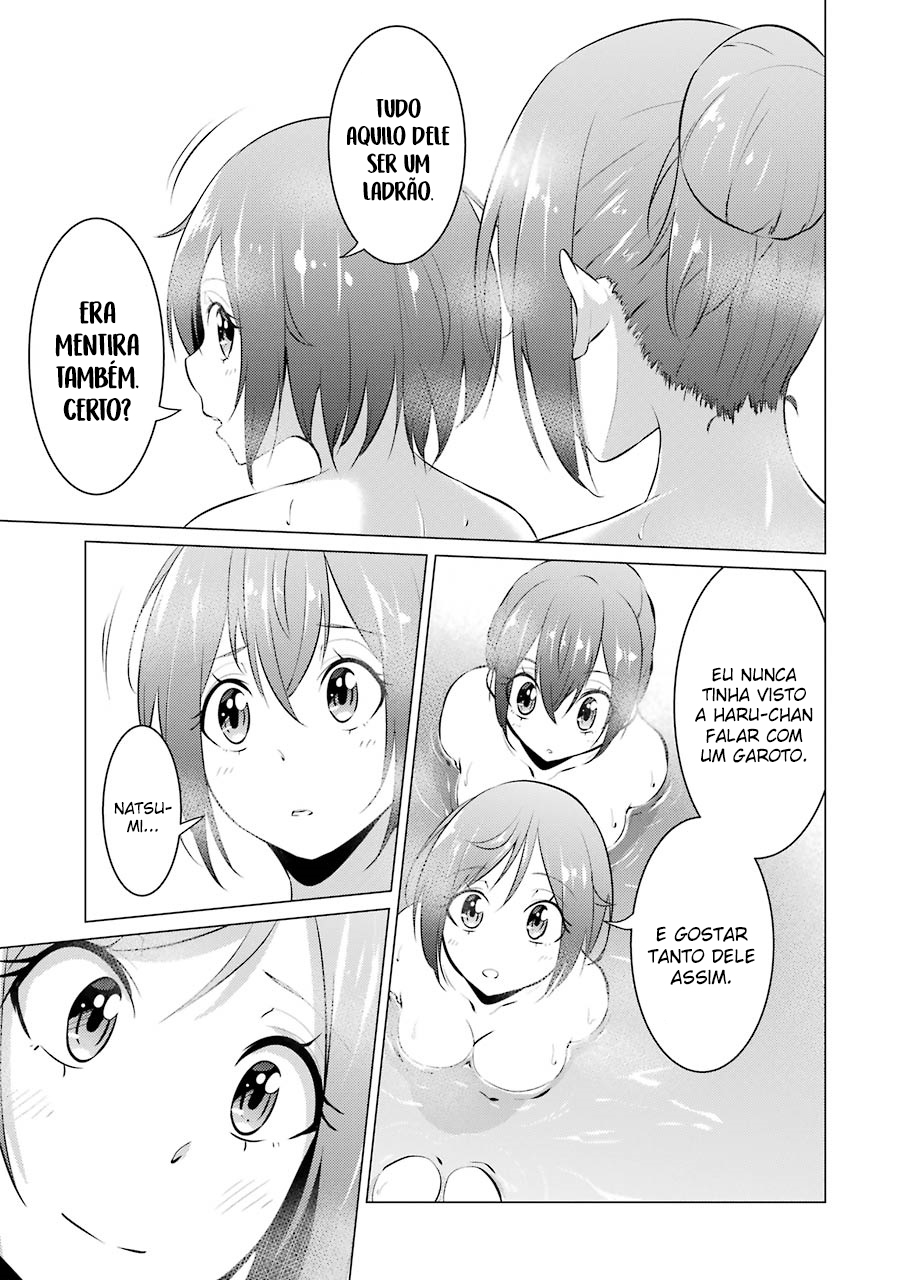 TUDO
AQUILO DELE
SER UM
LADRÃO.
ERA
MENTIRA
TAMBÉM.
CERTO?
EU NUNCA
TINHA VISTO
A HARU-CHAN
FALAR COM
UM GAROTO.
E GOSTAR
TANTO DELE
ASSIM.
NATSU-
MI...